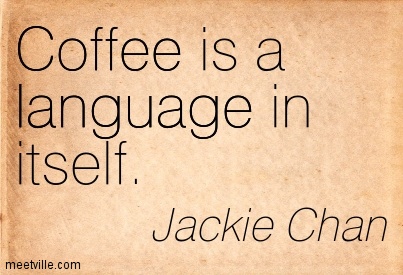 Coffee is a
language in
itself.
Jackie Chan
meetville.com